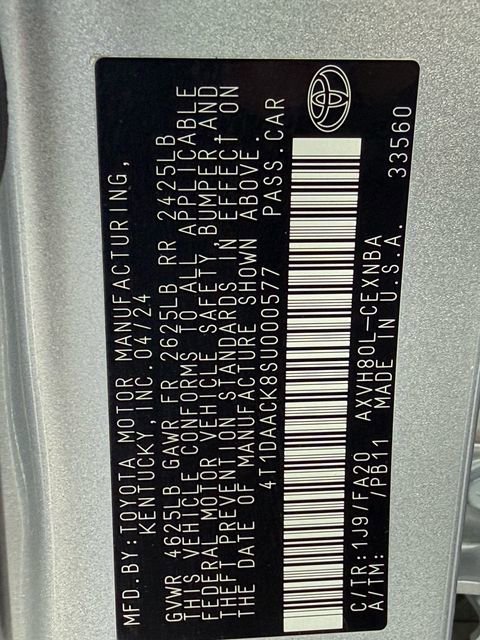 MFD.BY:TOYOTA MOTOR MANUFACTURING,
KENTUCKY, INC.04/24
GVWR 4625LB GAWR FR 2625LB RR 2425LB
THIS VEHICLE CONFORMS TO ALL APPLICABLE
FEDERAL MOTOR VEHICLE SAFETY, BUMPER AND
THEFT PREVENTION STANDARDS IN EFFECT ON
THE DATE OF MANUFACTURE SHOWN ABOVE.
4T1DAACK8SU000577 PASS.CAR
C/TR:1J9/FA20 AXVH80L-CEXNBA
A/TM: /PB11 MADE IN U.S.A. 33560